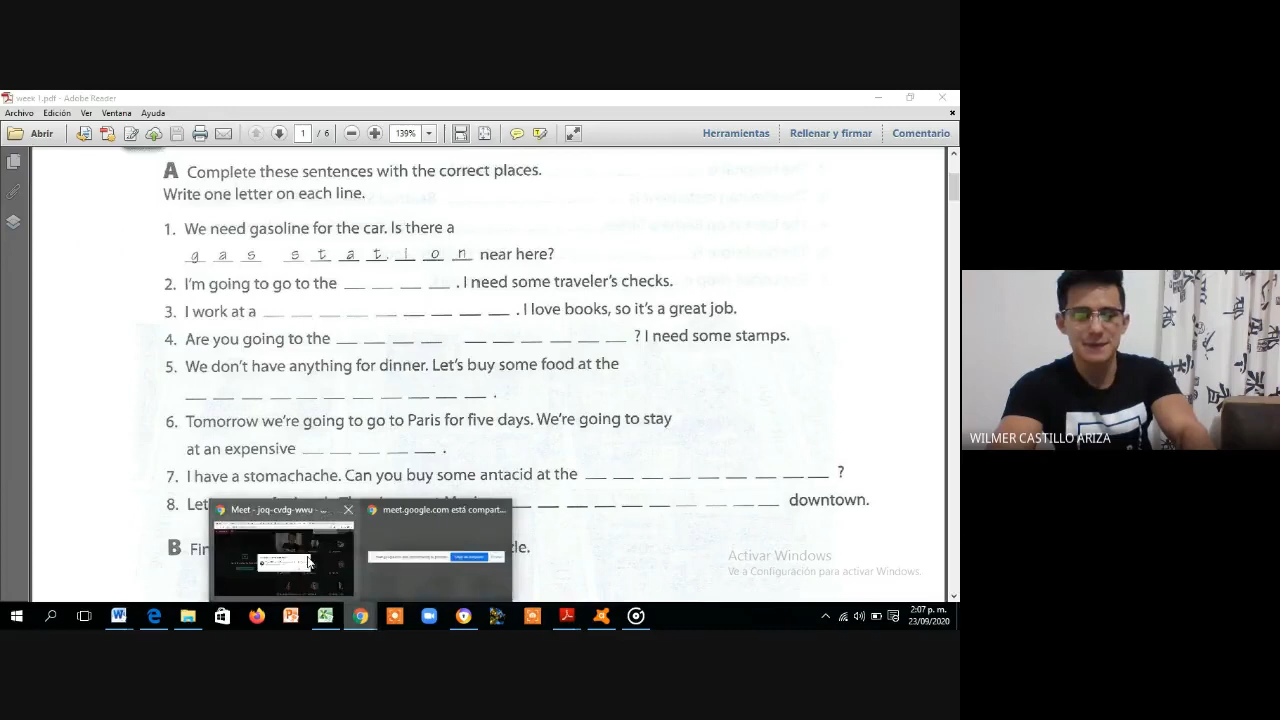 week 1.pdf - Adobe Reader
Archivo Edición Ver Ventana Ayuda
Abrir 1 / 6 139% Herramientas Rellenar y firmar Comentario
A Complete these sentences with the correct places.
Write one letter on each line.
1. We need gasoline for the car. Is there a
g a s s t a t i o n near here?
2. I'm going to go to the _ _ _ _ . I need some traveler's checks.
3. I work at a _ _ _ _ _ _ _ _ _ . I love books, so it's a great job.
4. Are you going to the _ _ _ _ _ _ _ _ _ _ ? I need some stamps.
5. We don't have anything for dinner. Let's buy some food at the
_ _ _ _ _ _ _ _ _ _ _ .
6. Tomorrow we're going to go to Paris for five days. We're going to stay
at an expensive _ _ _ _ _ .
7. I have a stomachache. Can you buy some antacid at the _ _ _ _ _ _ _ _ _ ?
Meet - joq-cvdg-wwu - w... meet.google.com está compart...
8. Let _ _ _ _ _ _ _ _ _ _ downtown.
B
Activar Windows
Ve a Configuración para activar Windows.
2:07 p. m.
23/09/2020
WILMER CASTILLO ARIZA